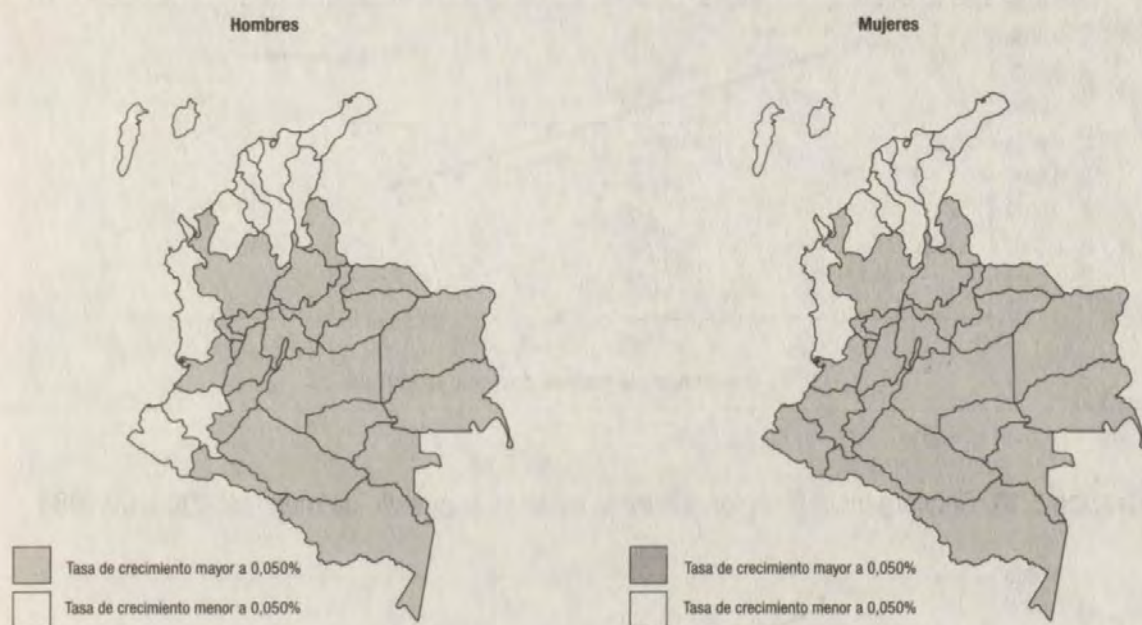 Hombres
Mujeres
Tasa de crecimiento mayor a 0,050%
Tasa de crecimiento menor a 0,050%
Tasa de crecimiento mayor a 0,050%
Tasa de crecimiento menor a 0,050%